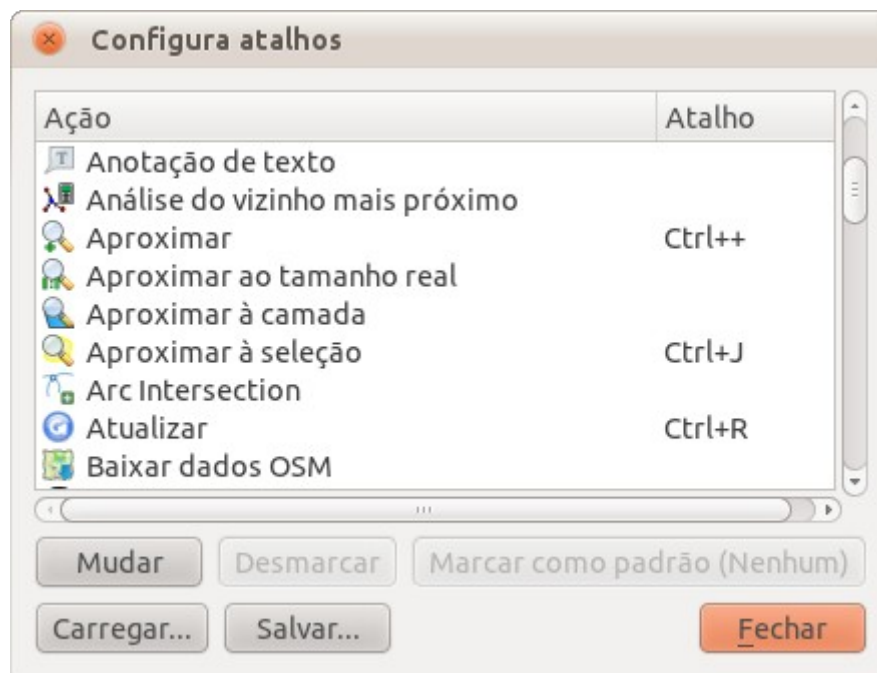 Configura atalhos
Ação Atalho
Anotação de texto
Análise do vizinho mais próximo
Aproximar Ctrl++
Aproximar ao tamanho real
Aproximar à camada
Aproximar à seleção Ctrl+J
Arc Intersection
Atualizar Ctrl+R
Baixar dados OSM
Mudar Desmarcar Marcar como padrão (Nenhum)
Carregar... Salvar... Fechar